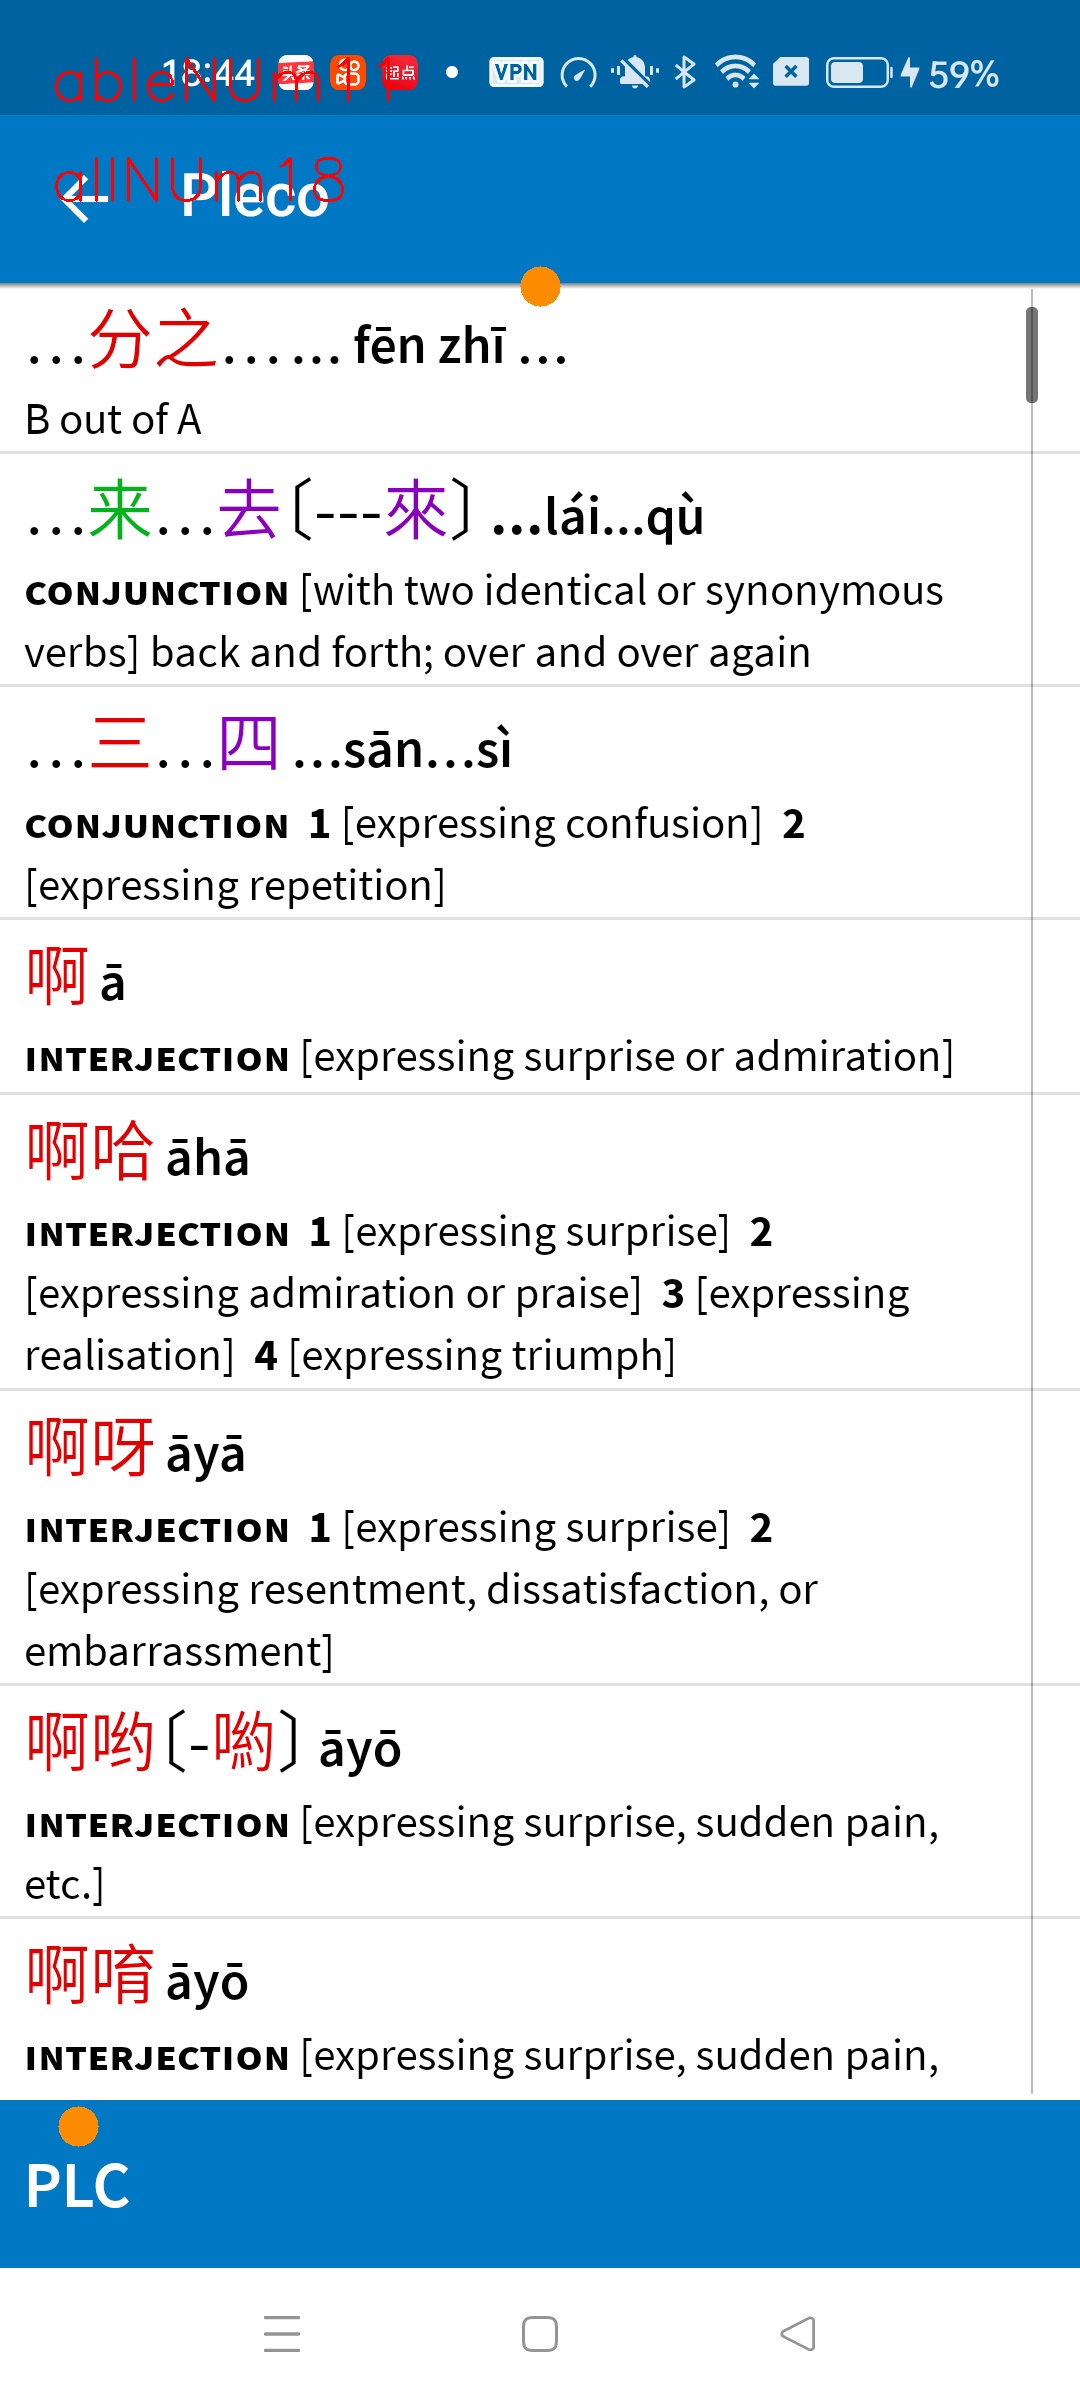 ableNUm11
18:44 头条 起点 VPN 59%
allNUm18
Pleco
…分之…… ... fēn zhī ...
B out of A
…来…去〔---來〕 ...lái...qù
CONJUNCTION [with two identical or synonymous
verbs] back and forth; over and over again
…三…四 ...sān...sì
CONJUNCTION 1 [expressing confusion] 2
[expressing repetition]
啊 ā
INTERJECTION [expressing surprise or admiration]
啊哈 āhā
INTERJECTION 1 [expressing surprise] 2
[expressing admiration or praise] 3 [expressing
realisation] 4 [expressing triumph]
啊呀 āyā
INTERJECTION 1 [expressing surprise] 2
[expressing resentment, dissatisfaction, or
embarrassment]
啊哟〔-喲〕 āyō
INTERJECTION [expressing surprise, sudden pain,
etc.]
啊唷 āyō
INTERJECTION [expressing surprise, sudden pain,
PLC